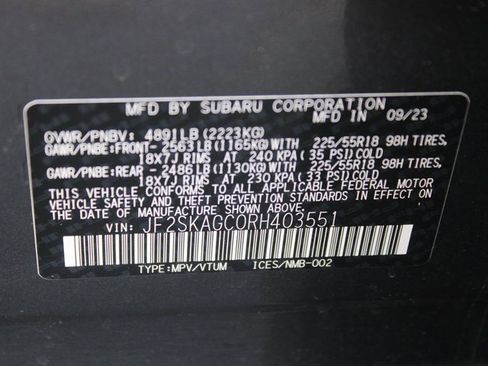 MFD BY SUBARU CORPORATION
MFD IN 09/23
GVWR/PNBV: 4891LB(2223KG)
GAWR/PNBE:FRONT-2563LB(1165KG)WITH 225/55R18 98H TIRES,
18X7J RIMS AT 240 KPA(35 PSI)COLD
GAWR/PNBE:REAR -2486LB(1130KG)WITH 225/55R18 98H TIRES,
18X7J RIMS AT 230 KPA(33 PSI)COLD
THIS VEHICLE CONFORMS TO ALL APPLICABLE FEDERAL MOTOR
VEHICLE SAFETY AND THEFT PREVENTION STANDARDS IN EFFECT ON
THE DATE OF MANUFACTURE SHOWN ABOVE.
VIN: JF2SKAGC0RH403551
TYPE:MPV/VTUM ICES/NMB-002